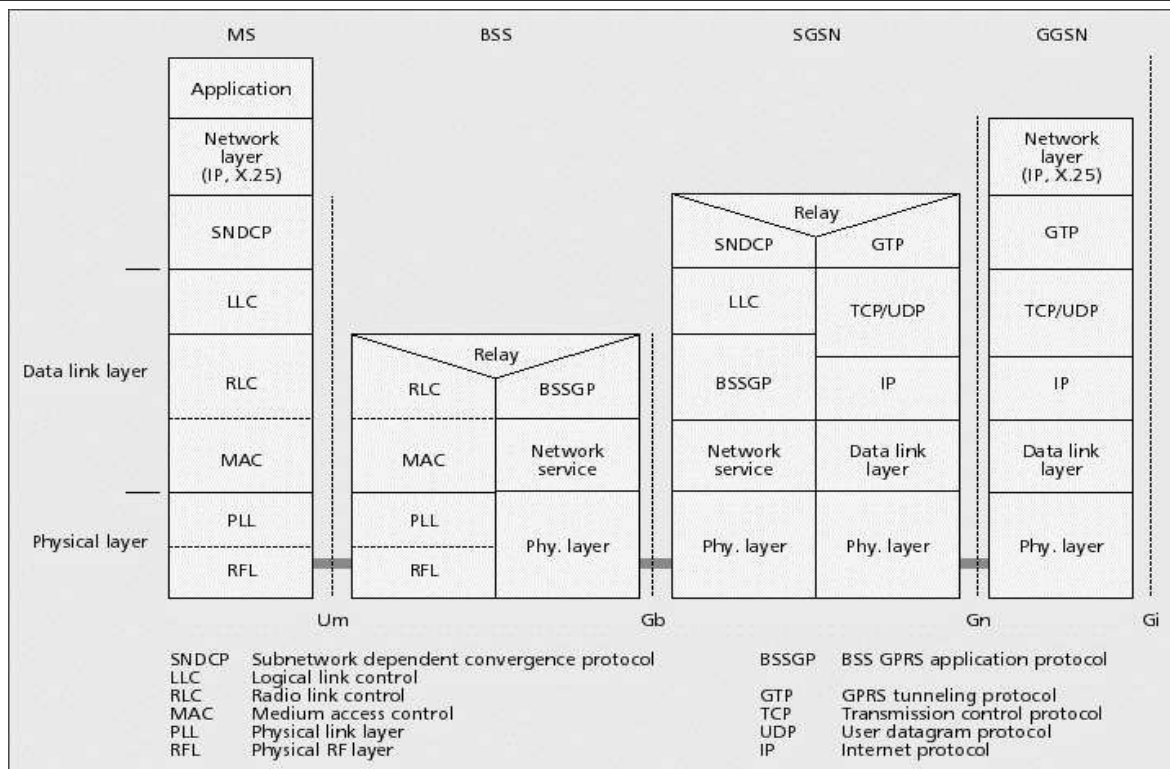 MS BSS SGSN GGSN
Application
Network
layer
(IP, X.25)
SNDCP
LLC
RLC
MAC
PLL
RFL
Data link layer
Physical layer
Relay
RLC
BSSGP
MAC
Network
service
PLL
RFL
Phy. layer
Relay
SNDCP
GTP
LLC
TCP/UDP
BSSGP
IP
Network
service
Data link
layer
Phy. layer
Phy. layer
Network
layer
(IP, X.25)
GTP
TCP/UDP
IP
Data link
layer
Phy. layer
Um Gb Gn Gi
SNDCP Subnetwork dependent convergence protocol
LLC Logical link control
RLC Radio link control
MAC Medium access control
PLL Physical link layer
RFL Physical RF layer
BSSGP BSS GPRS application protocol
GTP GPRS tunneling protocol
TCP Transmission control protocol
UDP User datagram protocol
IP Internet protocol